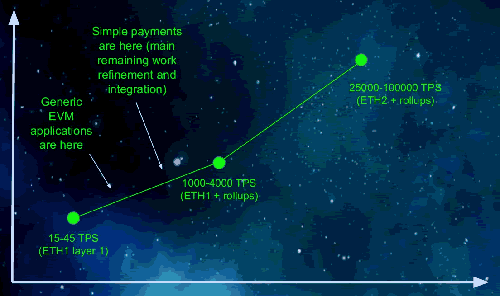 Simple payments
are here (main
remaining work
refinement and
integration)
Generic
EVM
applications
are here
25000-100000 TPS
(ETH2 + rollups)
1000-4000 TPS
(ETH1 + rollups)
15-45 TPS
(ETH1 layer 1)